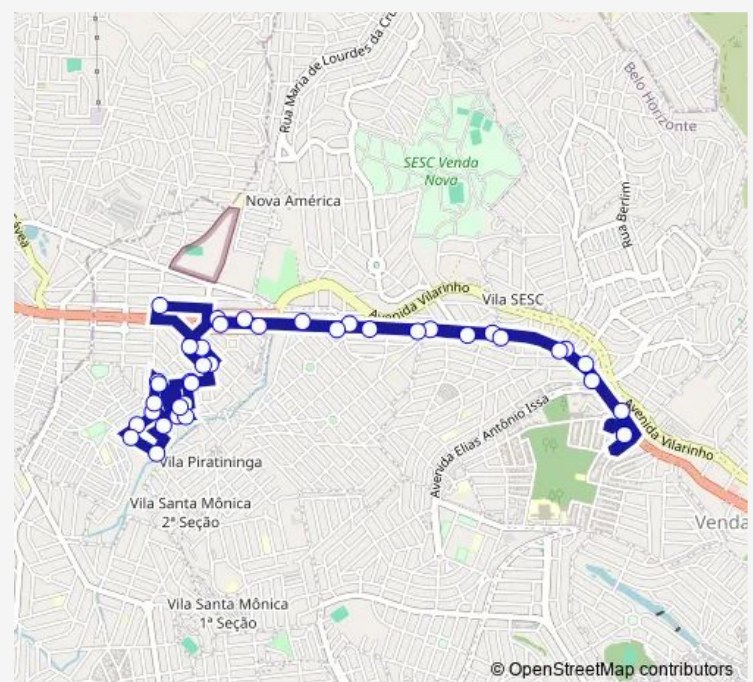 Rua Maria de Lourdes da Cru
Belo Horizonte
SESC Venda
Nova
Nova América
Rua Berlim
ávea
Avenida Vilarinho
Vila SESC
Avenida Elias Antônio Issa
Avenida Vilarinho
Vila Piratininga
Vila Santa Mônica
2ª Seção
Venda
Vila Santa Mônica
1ª Seção
© OpenStreetMap contributors